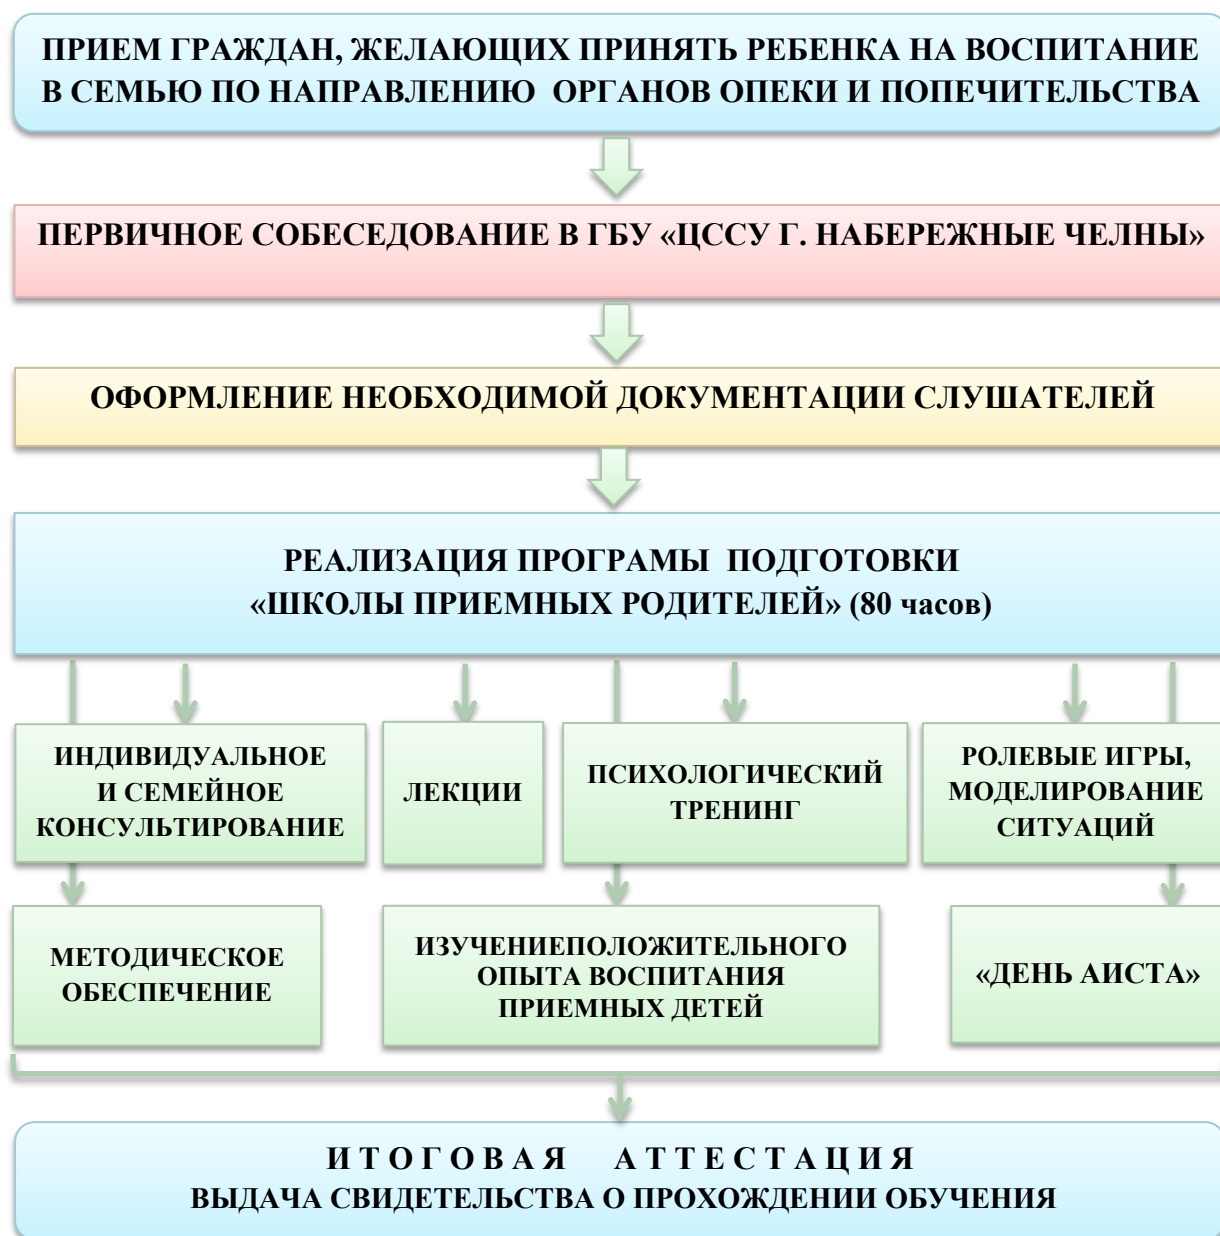 ПРИЕМ ГРАЖДАН, ЖЕЛАЮЩИХ ПРИНЯТЬ РЕБЕНКА НА ВОСПИТАНИЕ
В СЕМЬЮ ПО НАПРАВЛЕНИЮ ОРГАНОВ ОПЕКИ И ПОПЕЧИТЕЛЬСТВА
ПЕРВИЧНОЕ СОБЕСЕДОВАНИЕ В ГБУ «ЦССУ Г. НАБЕРЕЖНЫЕ ЧЕЛНЫ»
ОФОРМЛЕНИЕ НЕОБХОДИМОЙ ДОКУМЕНТАЦИИ СЛУШАТЕЛЕЙ
РЕАЛИЗАЦИЯ ПРОГРАМЫ ПОДГОТОВКИ
«ШКОЛЫ ПРИЕМНЫХ РОДИТЕЛЕЙ» (80 часов)
ИНДИВИДУАЛЬНОЕ
И СЕМЕЙНОЕ
КОНСУЛЬТИРОВАНИЕ
ЛЕКЦИИ
ПСИХОЛОГИЧЕСКИЙ
ТРЕНИНГ
РОЛЕВЫЕ ИГРЫ,
МОДЕЛИРОВАНИЕ
СИТУАЦИЙ
МЕТОДИЧЕСКОЕ
ОБЕСПЕЧЕНИЕ
ИЗУЧЕНИЕПОЛОЖИТЕЛЬНОГО
ОПЫТА ВОСПИТАНИЯ
ПРИЕМНЫХ ДЕТЕЙ
«ДЕНЬ АИСТА»
И Т О Г О В А Я А Т Т Е С Т А Ц И Я
ВЫДАЧА СВИДЕТЕЛЬСТВА О ПРОХОЖДЕНИИ ОБУЧЕНИЯ